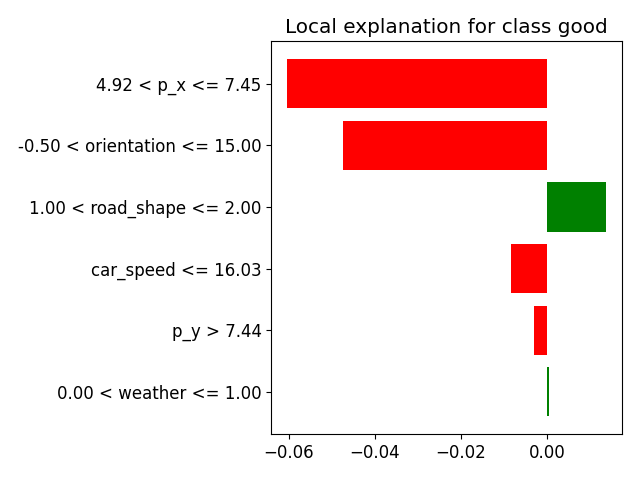 Local explanation for class good
4.92 < p_x <= 7.45
-0.50 < orientation <= 15.00
1.00 < road_shape <= 2.00
car_speed <= 16.03
p_y > 7.44
0.00 < weather <= 1.00
−0.06 −0.04 −0.02 0.00